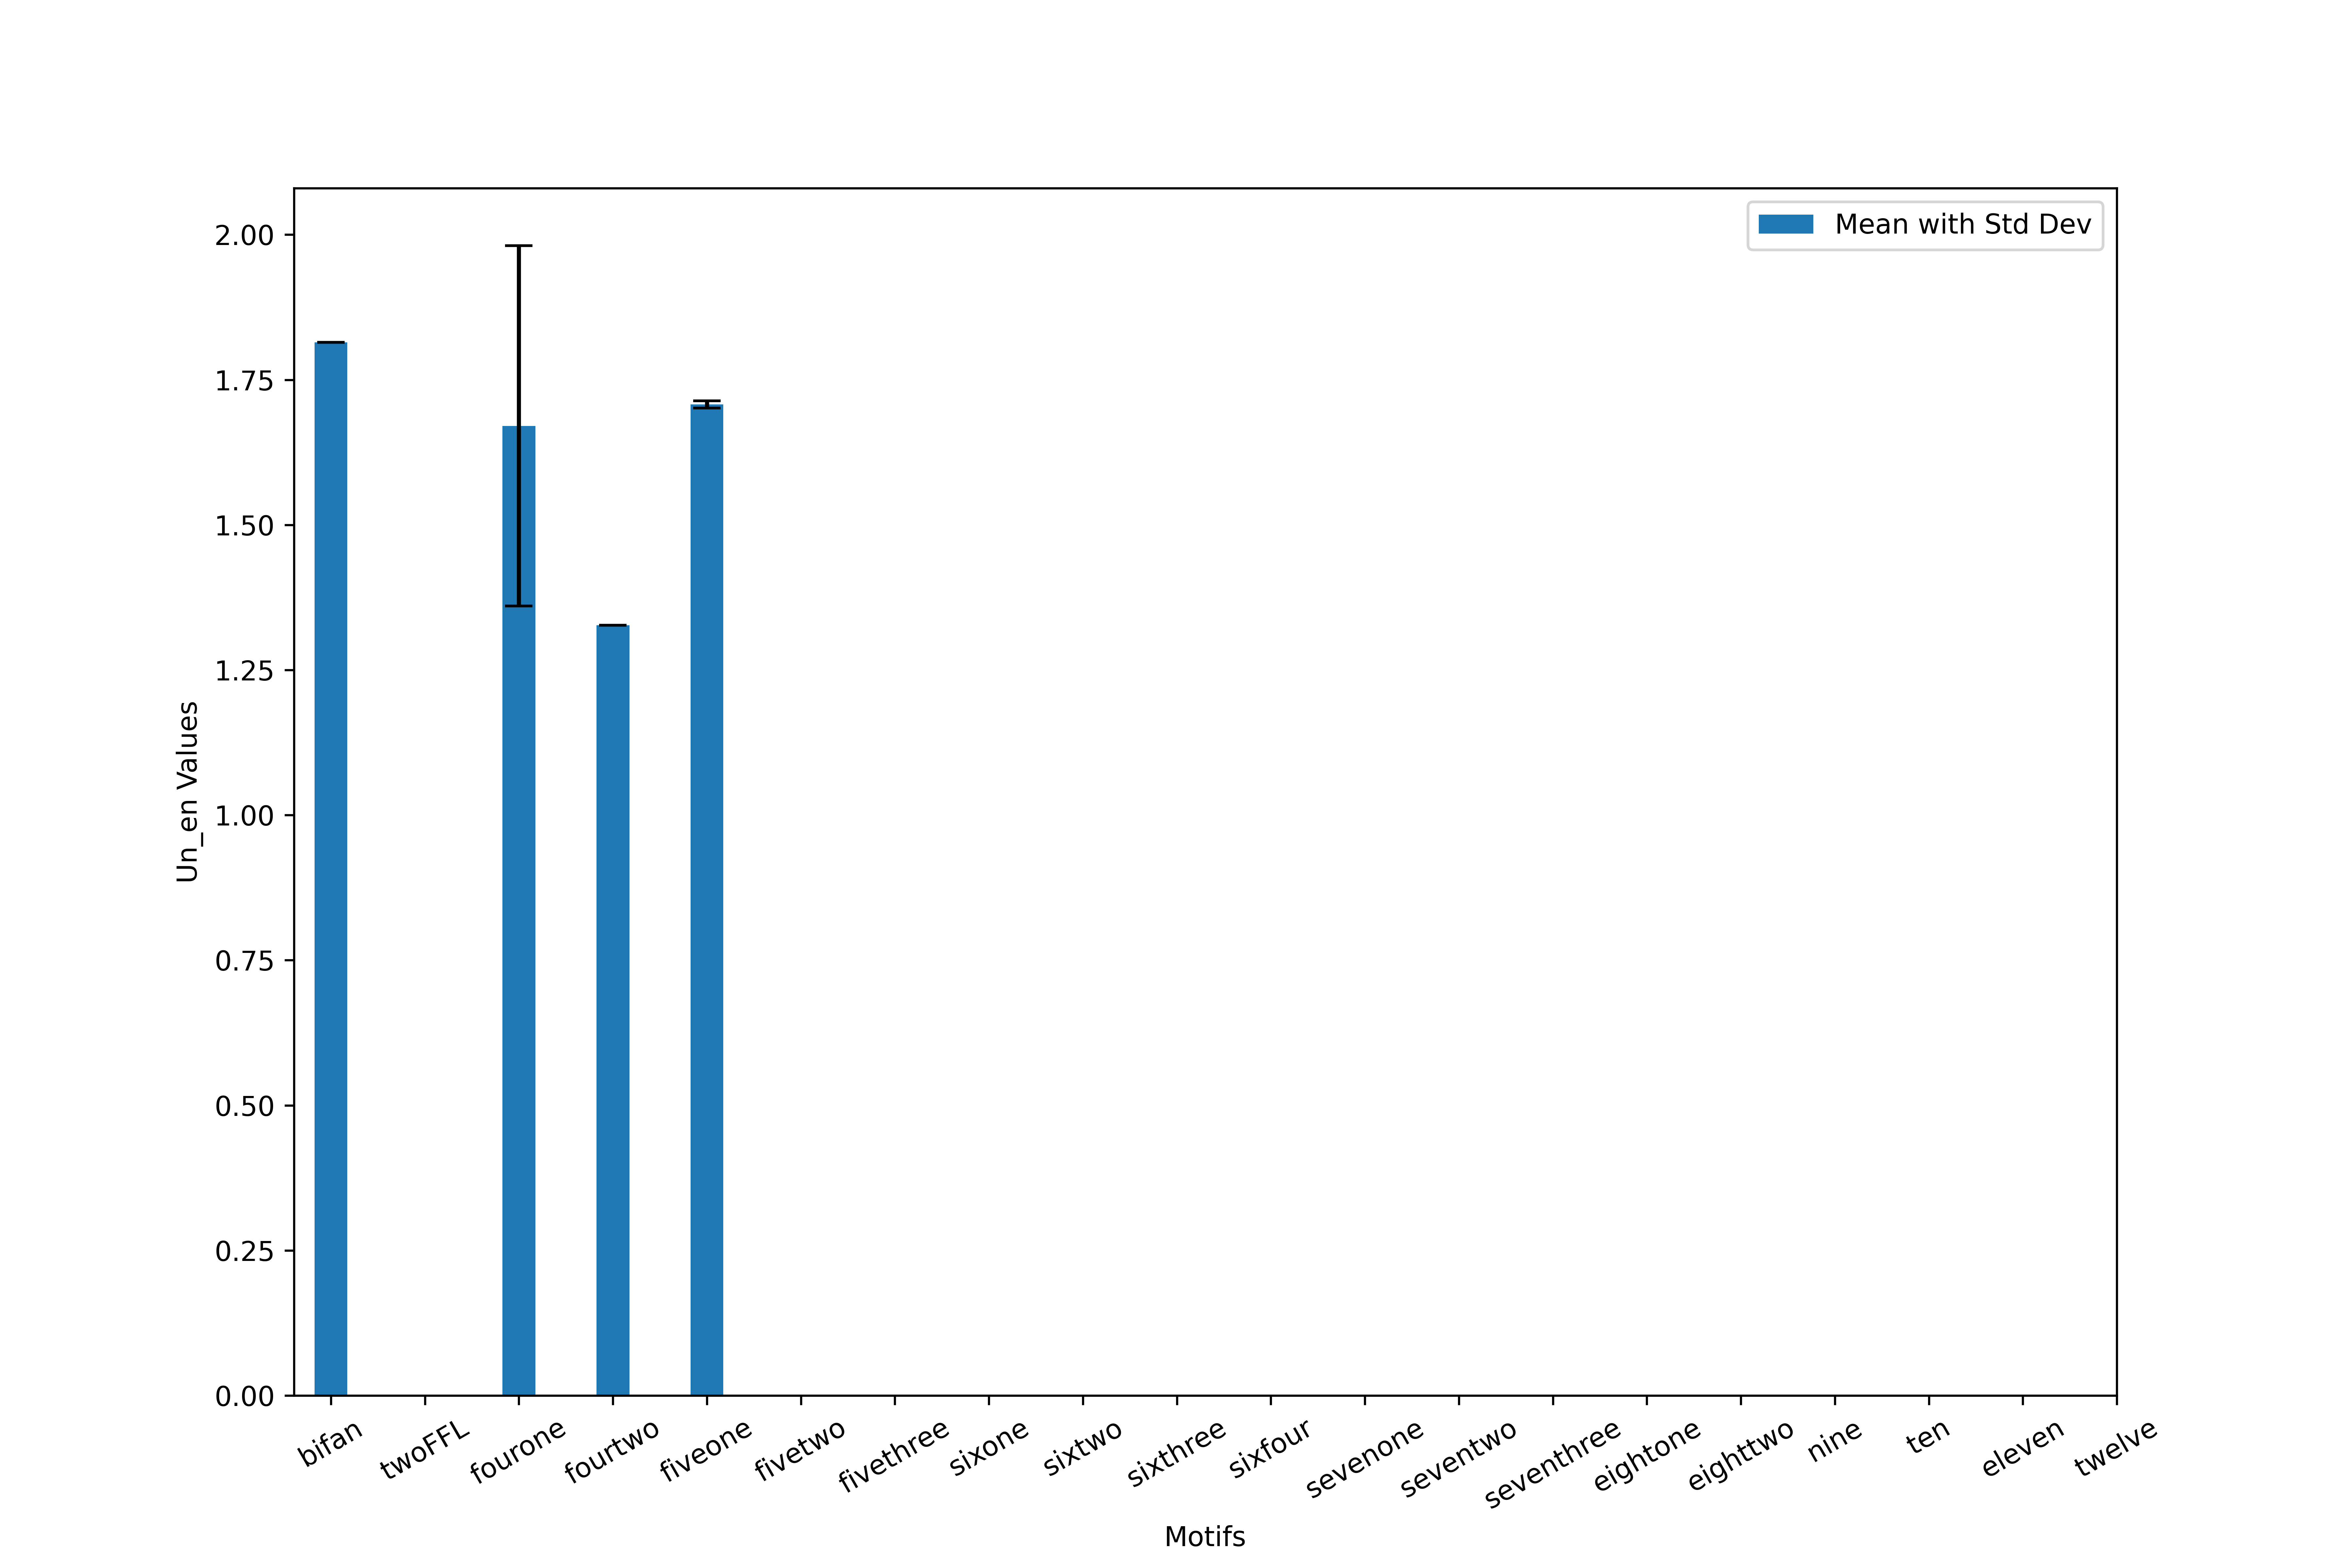 Mean with Std Dev
2.00
1.75
1.50
1.25
1.00
0.75
0.50
0.25
0.00
Un_en Values
bifan
twoFFL
fourone
fourtwo
fiveone
fivetwo
fivethree
sixone
sixtwo
sixthree
sixfour
sevenone
seventwo
seventhree
eightone
eighttwo
nine
ten
eleven
twelve
Motifs